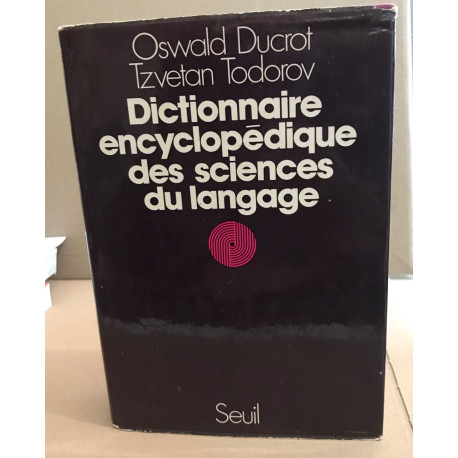 Oswald Ducrot
Tzvetan Todorov
Dictionnaire
encyclopédique
des sciences
du langage
Seuil